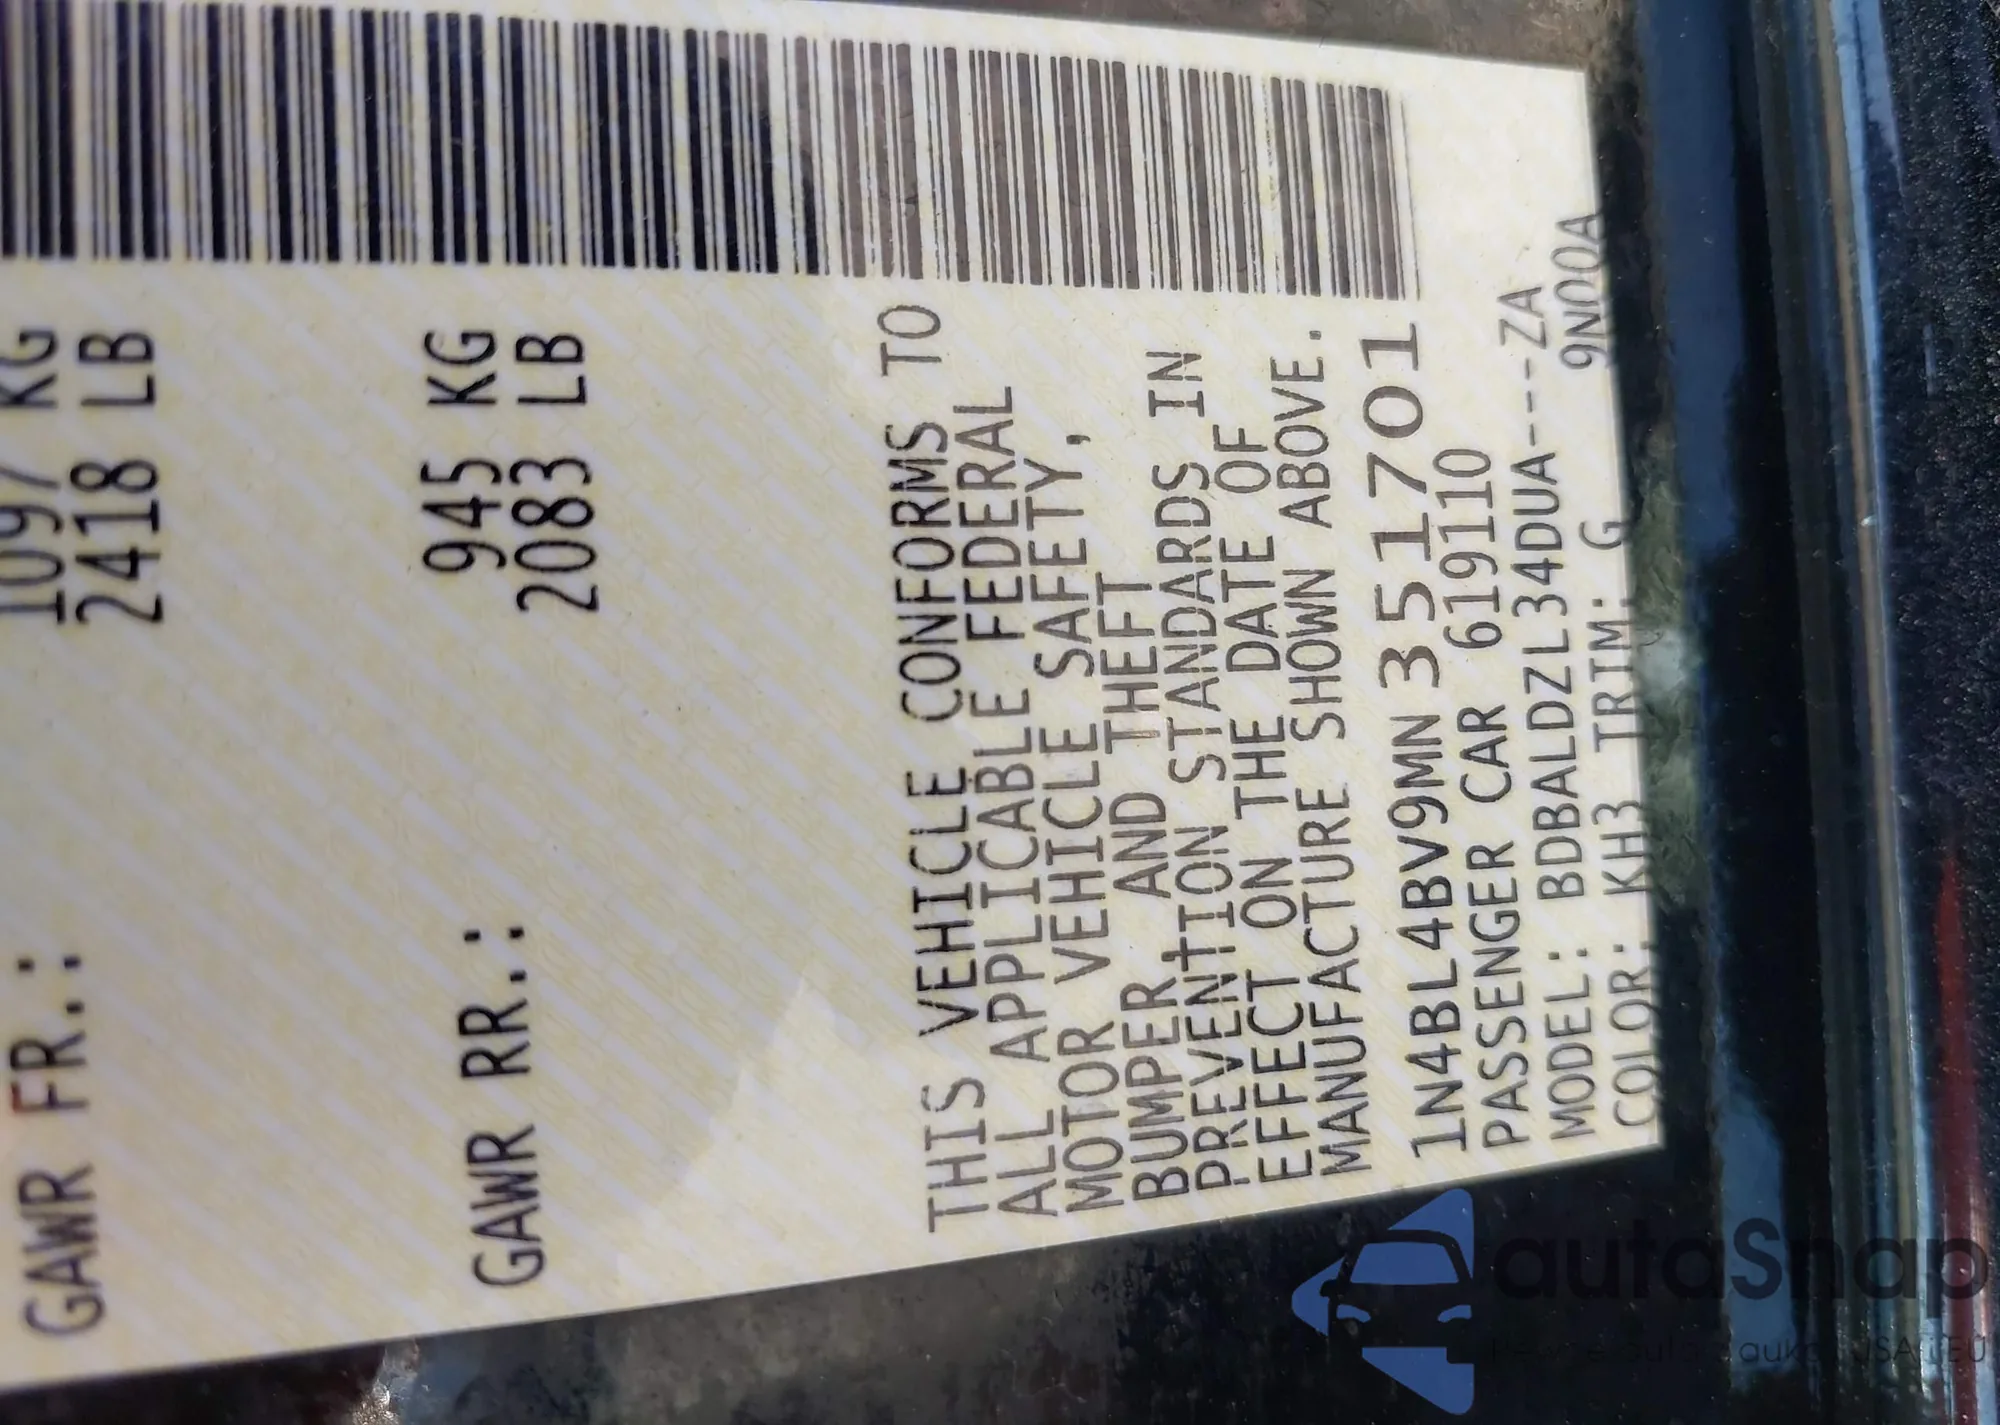 GAWR FR.: 1097 KG
2418 LB
GAWR RR.: 945 KG
2083 LB
THIS VEHICLE CONFORMS TO
ALL APPLICABLE FEDERAL
MOTOR VEHICLE SAFETY,
BUMPER AND THEFT
PREVENTION STANDARDS IN
EFFECT ON THE DATE OF
MANUFACTURE SHOWN ABOVE.
1N4BL4BV9MN 351701
PASSENGER CAR 619110
MODEL: BDBALDZL34DUA----ZA
COLOR: KH3 TRIM: G 9N00A
autaSnap